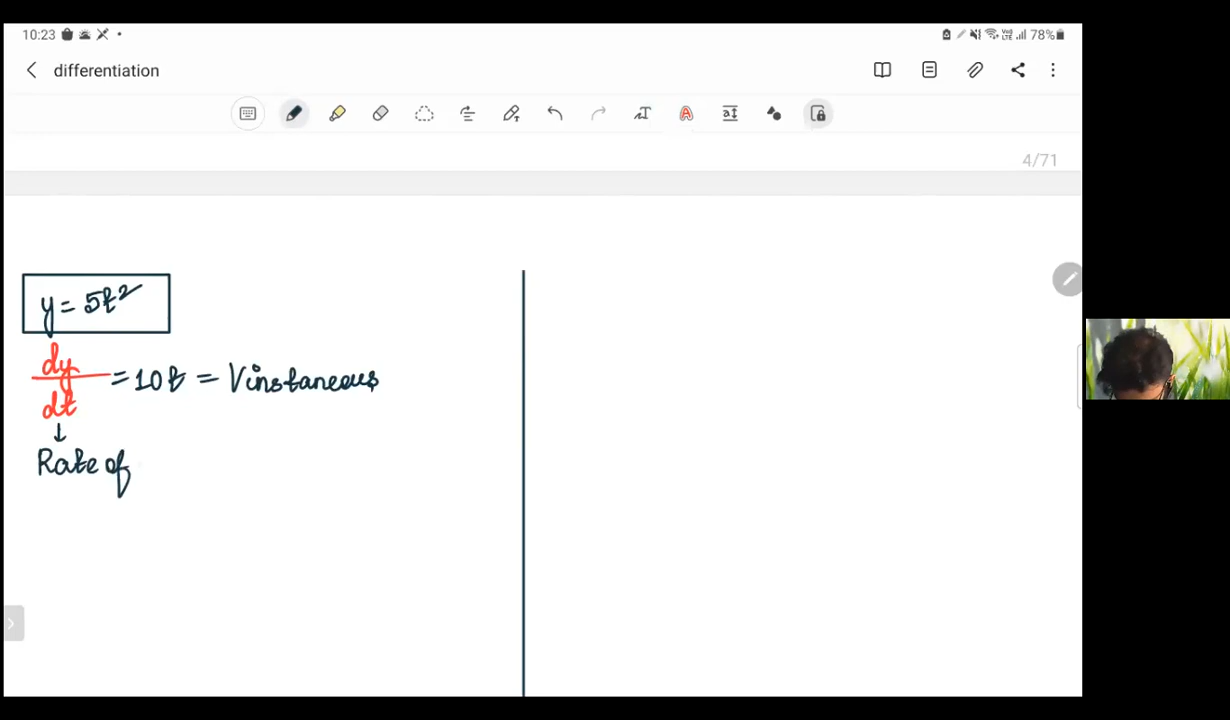 10:23 78%
differentiation
4/71
y = 5t²
dy/dt = 10t = Vinstaneous
↓
Rate of